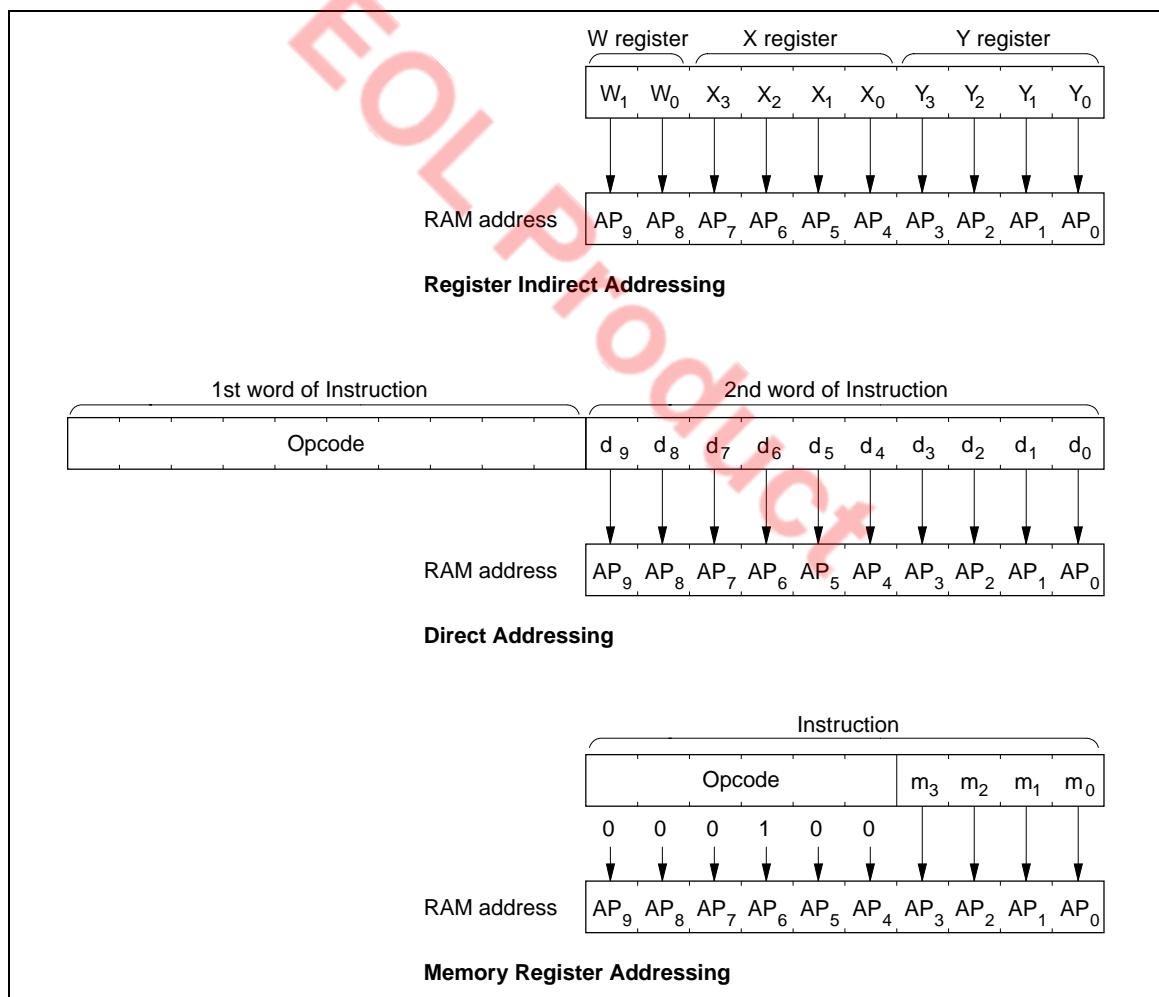 W register X register Y register
W1 W0 X3 X2 X1 X0 Y3 Y2 Y1 Y0
RAM address AP9 AP8 AP7 AP6 AP5 AP4 AP3 AP2 AP1 AP0
Register Indirect Addressing
1st word of Instruction 2nd word of Instruction
Opcode d9 d8 d7 d6 d5 d4 d3 d2 d1 d0
RAM address AP9 AP8 AP7 AP6 AP5 AP4 AP3 AP2 AP1 AP0
Direct Addressing
Instruction
Opcode m3 m2 m1 m0
0 0 0 1 0 0
RAM address AP9 AP8 AP7 AP6 AP5 AP4 AP3 AP2 AP1 AP0
Memory Register Addressing
EOL Product